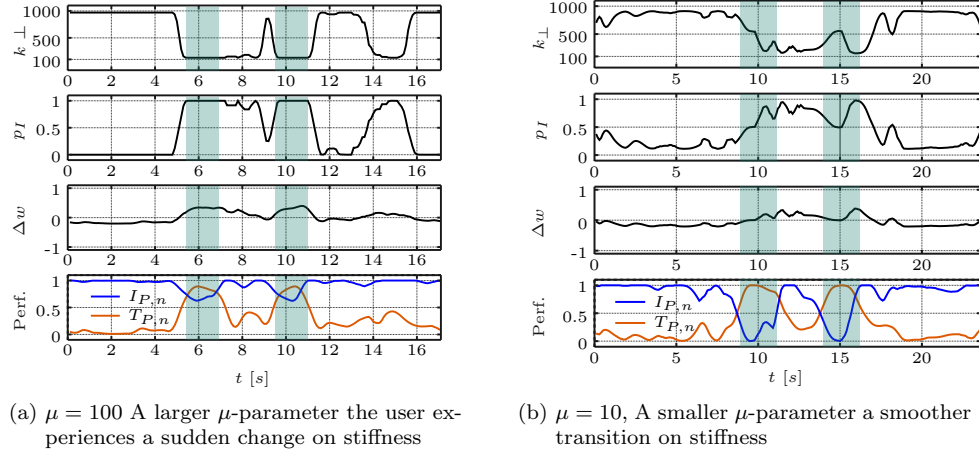 1000
500
100
k ⊥
0 2 4 6 8 10 12 14 16
1
0.5
0
p_I
0 2 4 6 8 10 12 14 16
1
0
-1
Δw
0 2 4 6 8 10 12 14 16
1
0.5
0
Perf.
I_{P,n}
T_{P,n}
0 2 4 6 8 10 12 14 16
t [s]
(a) μ = 100 A larger μ-parameter the user ex-
periences a sudden change on stiffness
1000
500
100
k ⊥
0 5 10 15 20
1
0.5
0
p_I
0 5 10 15 20
1
0
-1
Δw
0 5 10 15 20
1
0.5
0
Perf.
I_{P,n}
T_{P,n}
0 5 10 15 20
t [s]
(b) μ = 10, A smaller μ-parameter a smoother
transition on stiffness